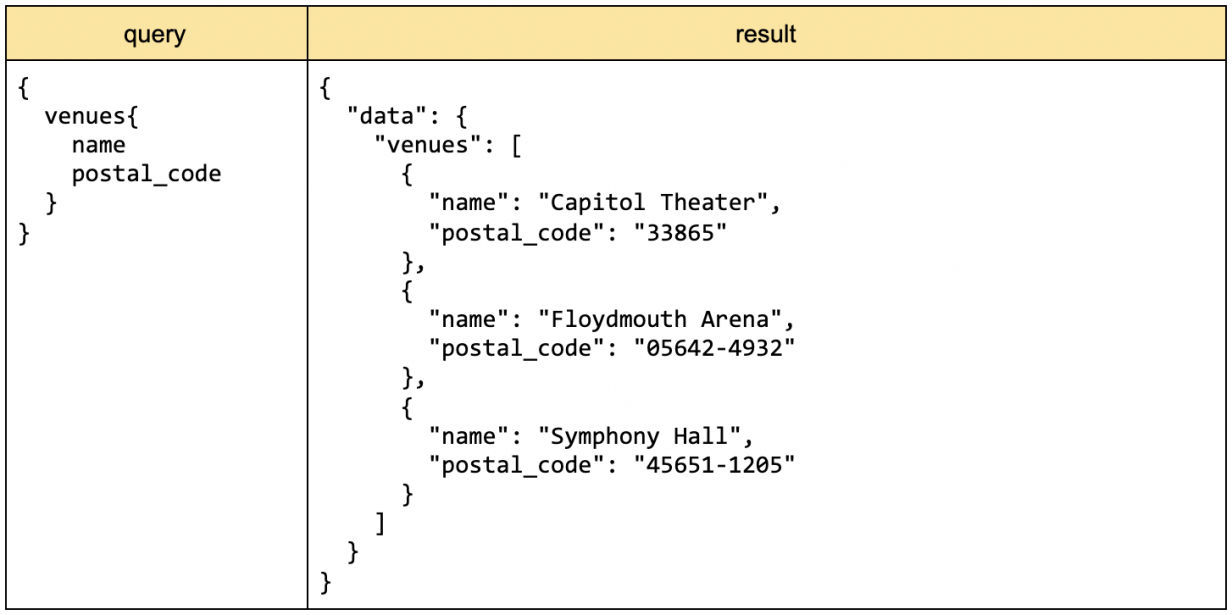 query
{
  venues{
    name
    postal_code
  }
}
result
{
  "data": {
    "venues": [
      {
        "name": "Capitol Theater",
        "postal_code": "33865"
      },
      {
        "name": "Floydmouth Arena",
        "postal_code": "05642-4932"
      },
      {
        "name": "Symphony Hall",
        "postal_code": "45651-1205"
      }
    ]
  }
}